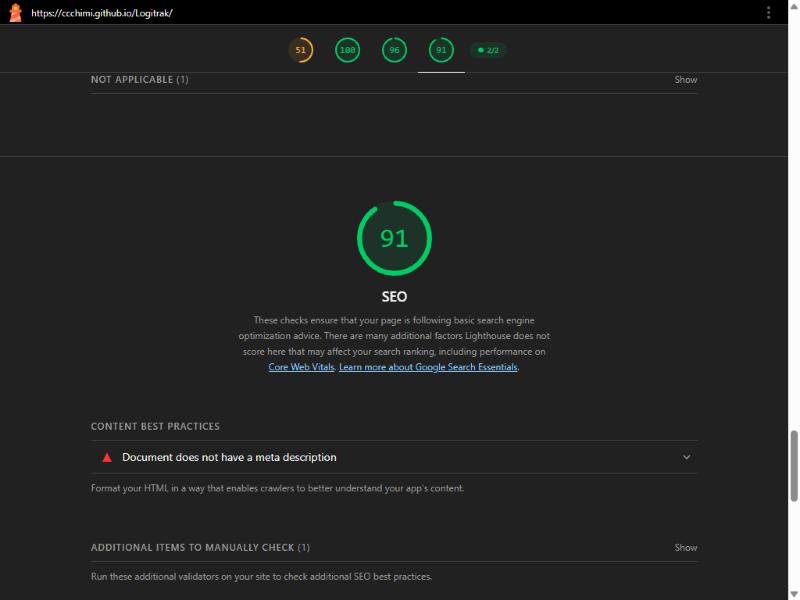 https://ccchimi.github.io/Logitrak/
51
100
96
91
2/2
NOT APPLICABLE (1)
Show
91
SEO
These checks ensure that your page is following basic search engine
optimization advice. There are many additional factors Lighthouse does not
score here that may affect your search ranking, including performance on
Core Web Vitals. Learn more about Google Search Essentials.
CONTENT BEST PRACTICES
Document does not have a meta description
Format your HTML in a way that enables crawlers to better understand your app's content.
ADDITIONAL ITEMS TO MANUALLY CHECK (1)
Show
Run these additional validators on your site to check additional SEO best practices.